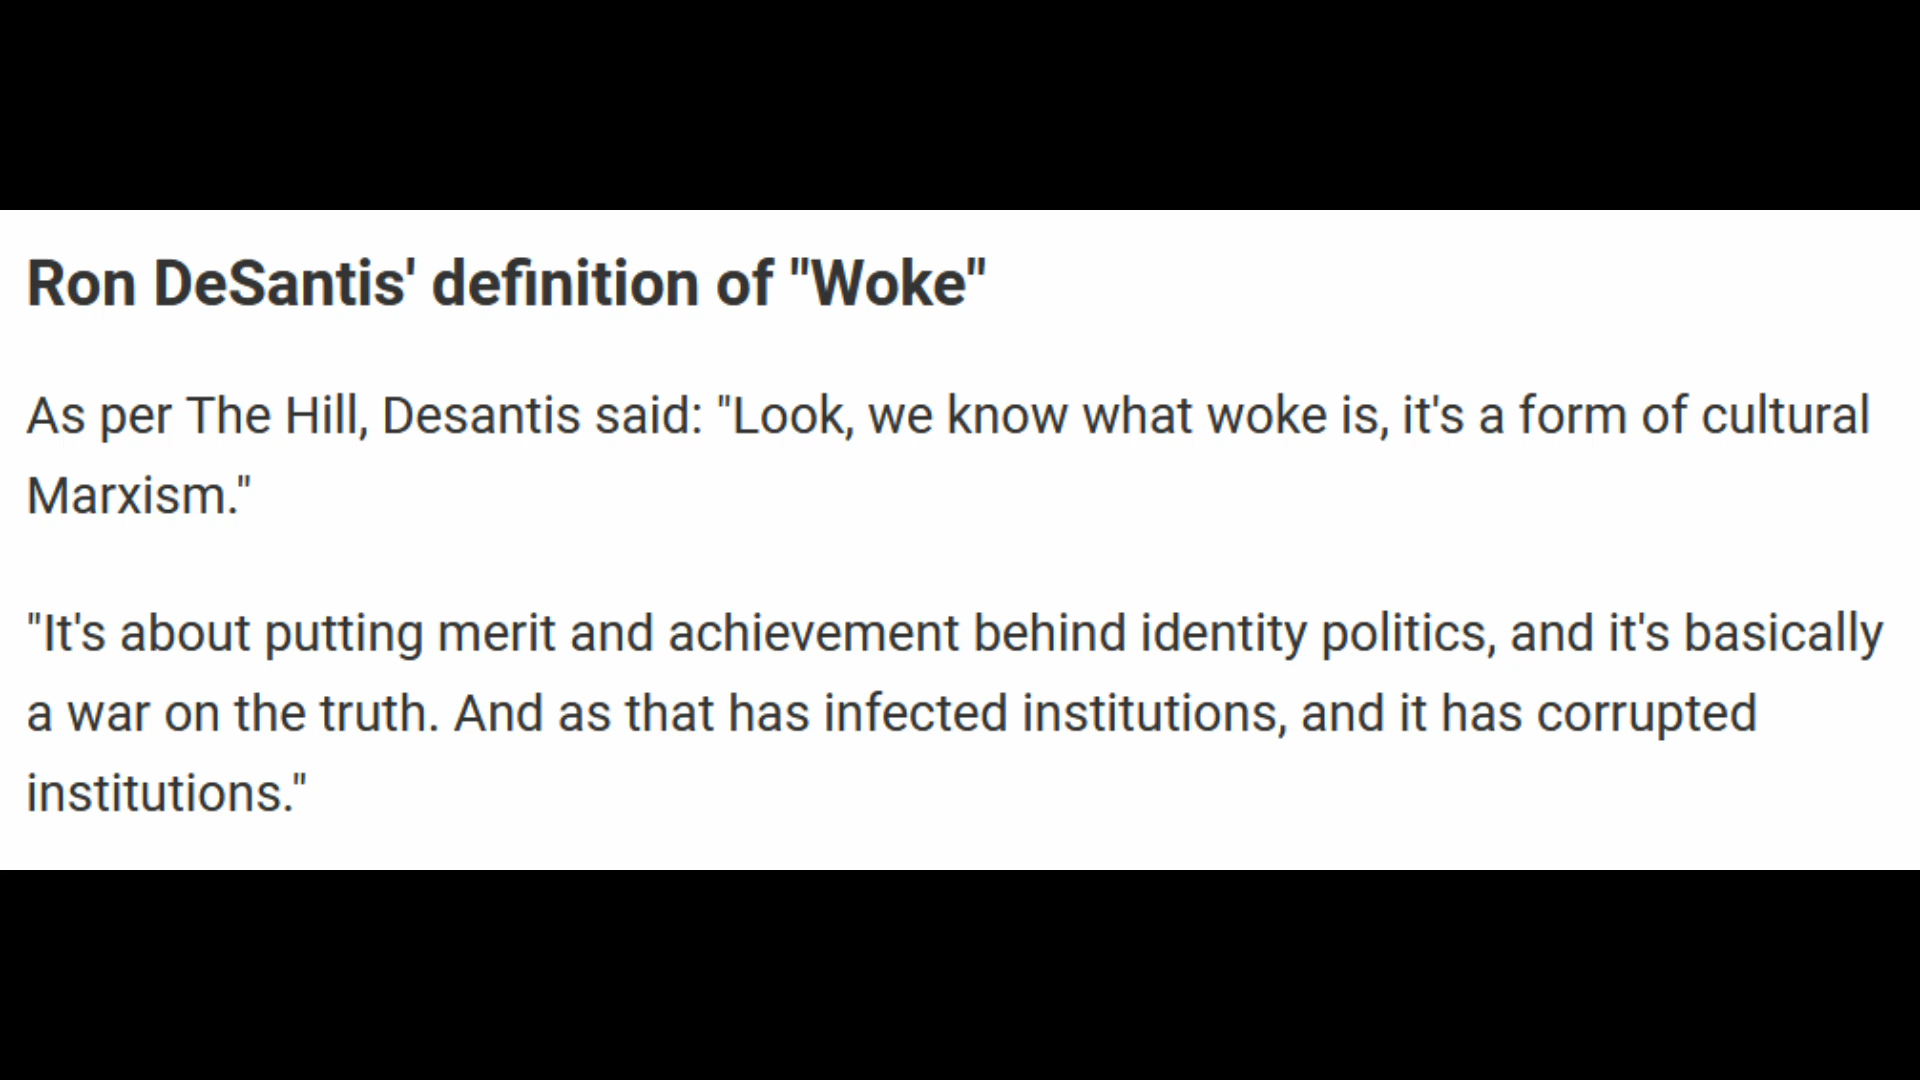 Ron DeSantis' definition of "Woke"
As per The Hill, Desantis said: "Look, we know what woke is, it's a form of cultural
Marxism."
"It's about putting merit and achievement behind identity politics, and it's basically
a war on the truth. And as that has infected institutions, and it has corrupted
institutions."